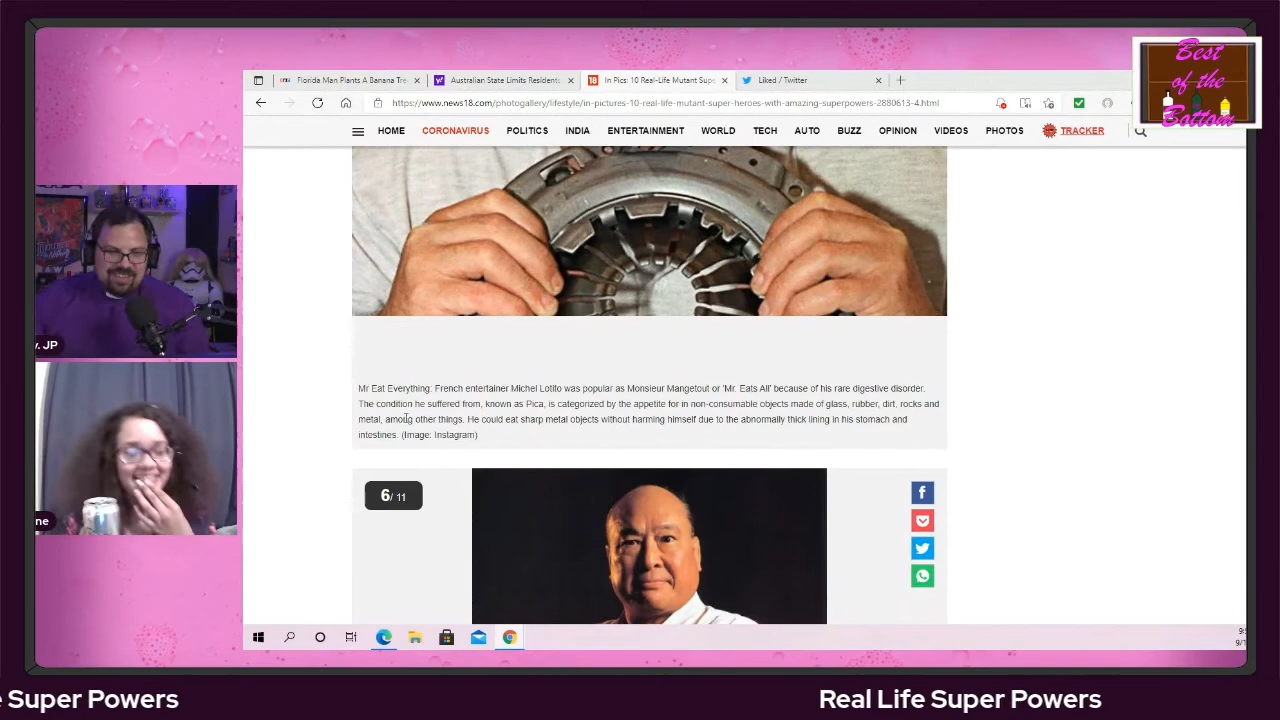 Best
of the
Bottom
Florida Man Plants A Banana Tre
Australian State Limits Resident
In Pics: 10 Real-Life Mutant Supe
Liked / Twitter
https://www.news18.com/photogallery/lifestyle/in-pictures-10-real-life-mutant-super-heroes-with-amazing-superpowers-2880613-4.html
HOME CORONAVIRUS POLITICS INDIA ENTERTAINMENT WORLD TECH AUTO BUZZ OPINION VIDEOS PHOTOS TRACKER
. JP
ne
Mr Eat Everything: French entertainer Michel Lotito was popular as Monsieur Mangetout or 'Mr. Eats All' because of his rare digestive disorder.
The condition he suffered from, known as Pica, is categorized by the appetite for in non-consumable objects made of glass, rubber, dirt, rocks and
metal, among other things. He could eat sharp metal objects without harming himself due to the abnormally thick lining in his stomach and
intestines. (Image: Instagram)
6/ 11
e Super Powers
Real Life Super Powers